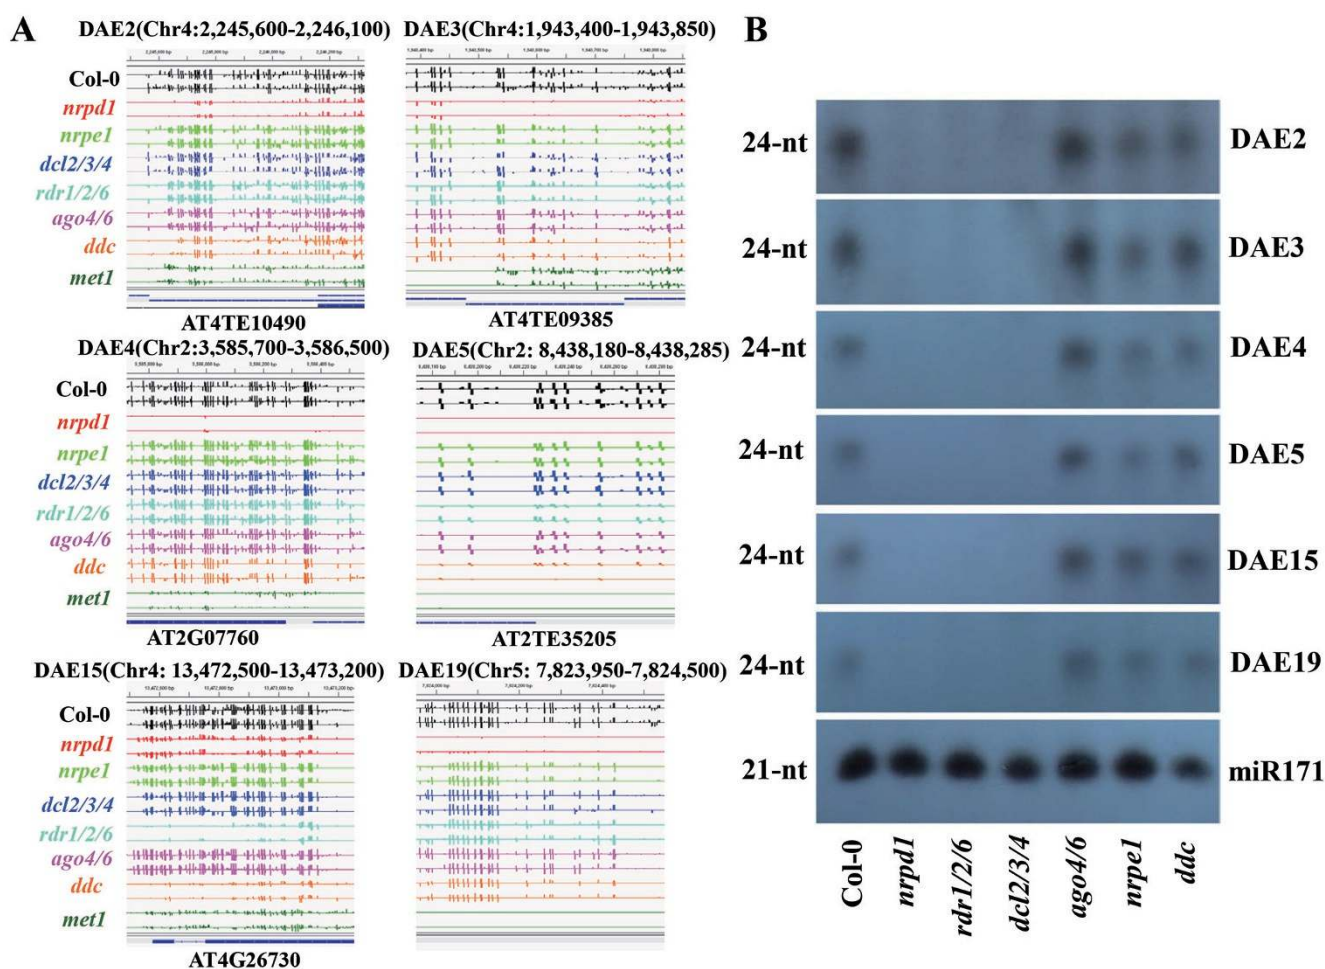 A
B
DAE2(Chr4:2,245,600-2,246,100)
DAE3(Chr4:1,943,400-1,943,850)
Col-0
nrpd1
nrpe1
dcl2/3/4
rdr1/2/6
ago4/6
ddc
met1
AT4TE10490
AT4TE09385
DAE4(Chr2:3,585,700-3,586,500)
DAE5(Chr2: 8,438,180-8,438,285)
Col-0
nrpd1
nrpe1
dcl2/3/4
rdr1/2/6
ago4/6
ddc
met1
AT2G07760
AT2TE35205
DAE15(Chr4: 13,472,500-13,473,200)
DAE19(Chr5: 7,823,950-7,824,500)
Col-0
nrpd1
nrpe1
dcl2/3/4
rdr1/2/6
ago4/6
ddc
met1
AT4G26730
24-nt DAE2
24-nt DAE3
24-nt DAE4
24-nt DAE5
24-nt DAE15
24-nt DAE19
21-nt miR171
Col-0 nrpd1 rdr1/2/6 dcl2/3/4 ago4/6 nrpe1 ddc